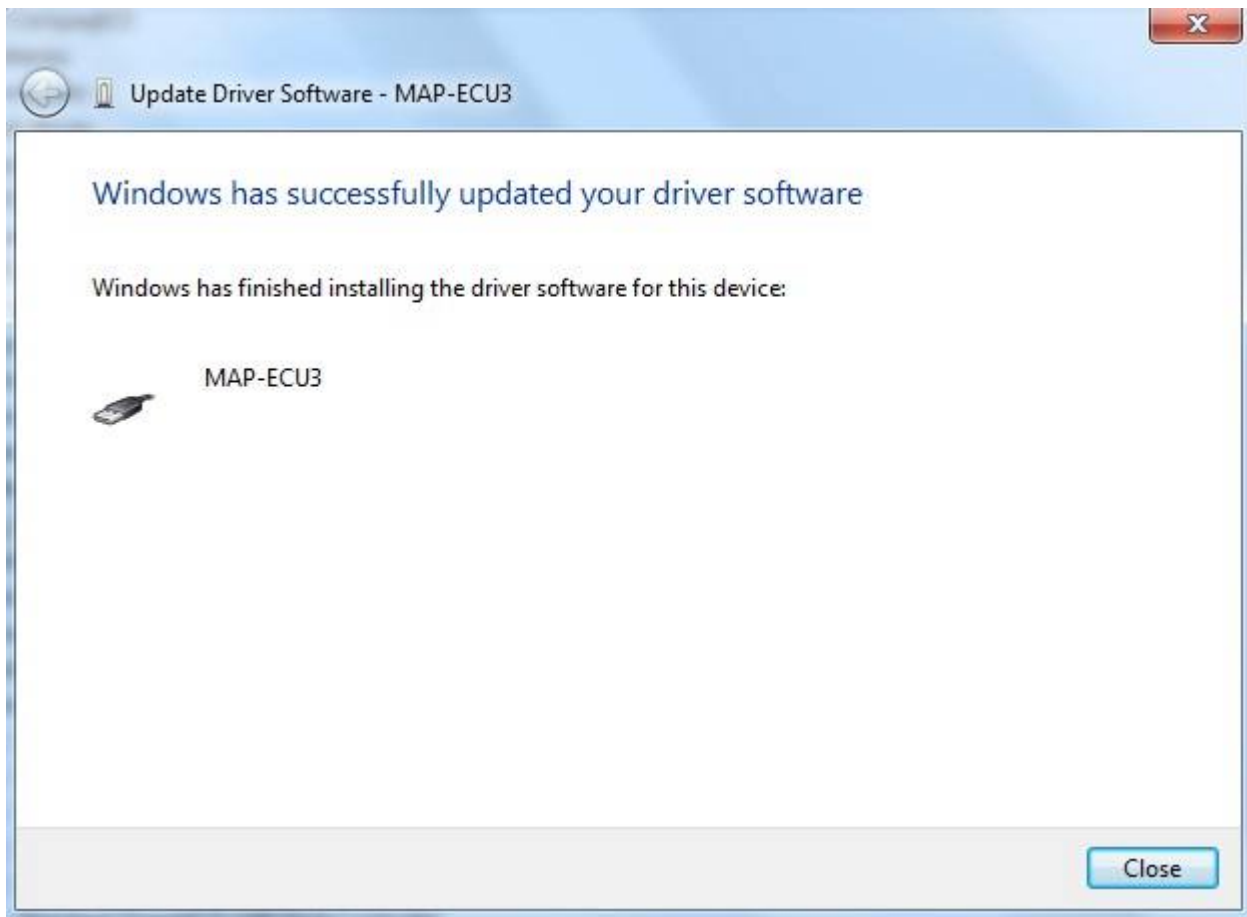 Update Driver Software - MAP-ECU3
Windows has successfully updated your driver software
Windows has finished installing the driver software for this device:
MAP-ECU3
Close